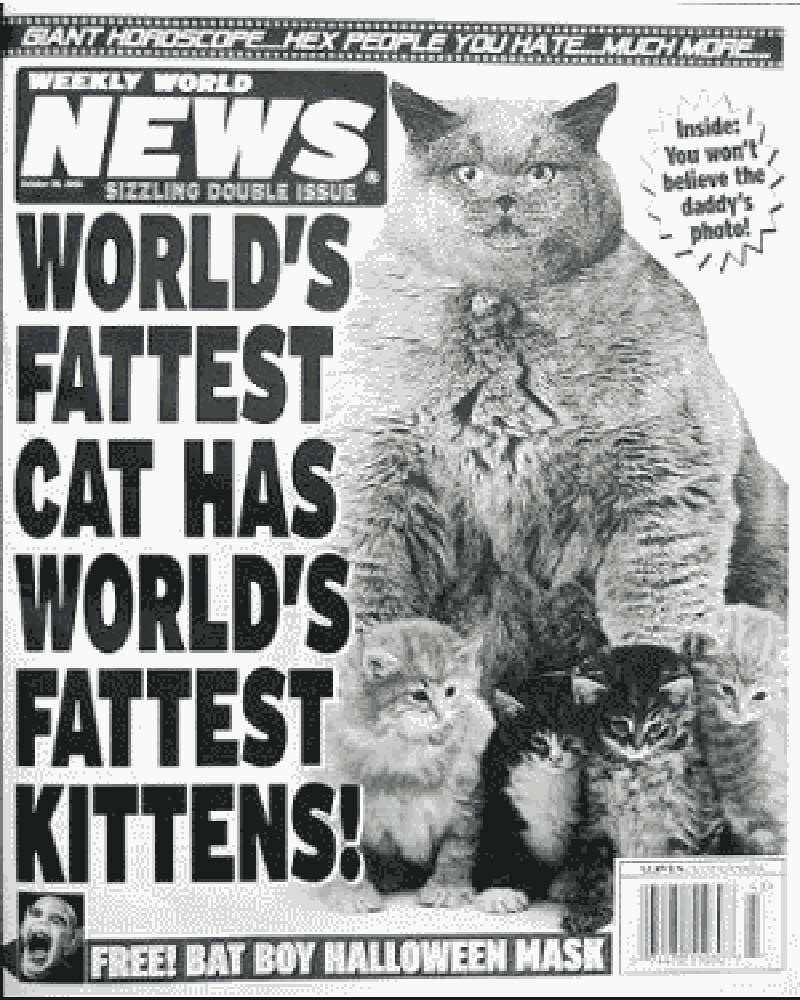 GIANT HOROSCOPE...HEX PEOPLE YOU HATE...MUCH MORE...
WEEKLY WORLD
NEWS®
SIZZLING DOUBLE ISSUE
Inside:
You won't
believe the
daddy's
photo!
WORLD'S
FATTEST
CAT HAS
WORLD'S
FATTEST
KITTENS!
FREE! BAT BOY HALLOWEEN MASK